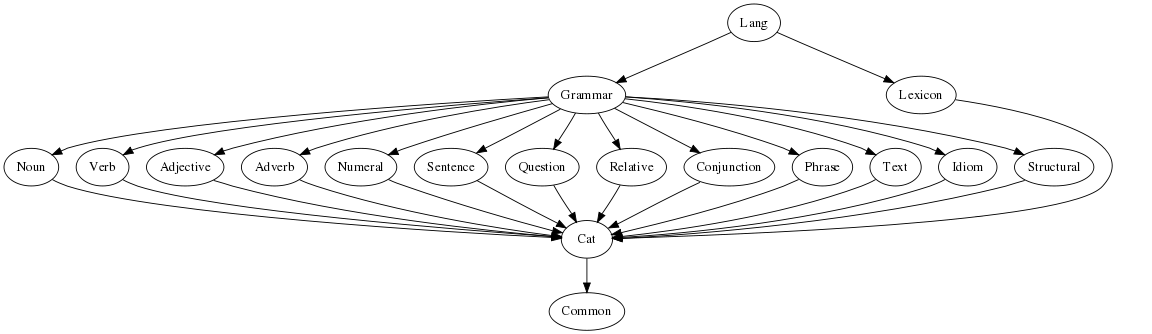 Lang
Grammar
Lexicon
Noun
Verb
Adjective
Adverb
Numeral
Sentence
Question
Relative
Conjunction
Phrase
Text
Idiom
Structural
Cat
Common